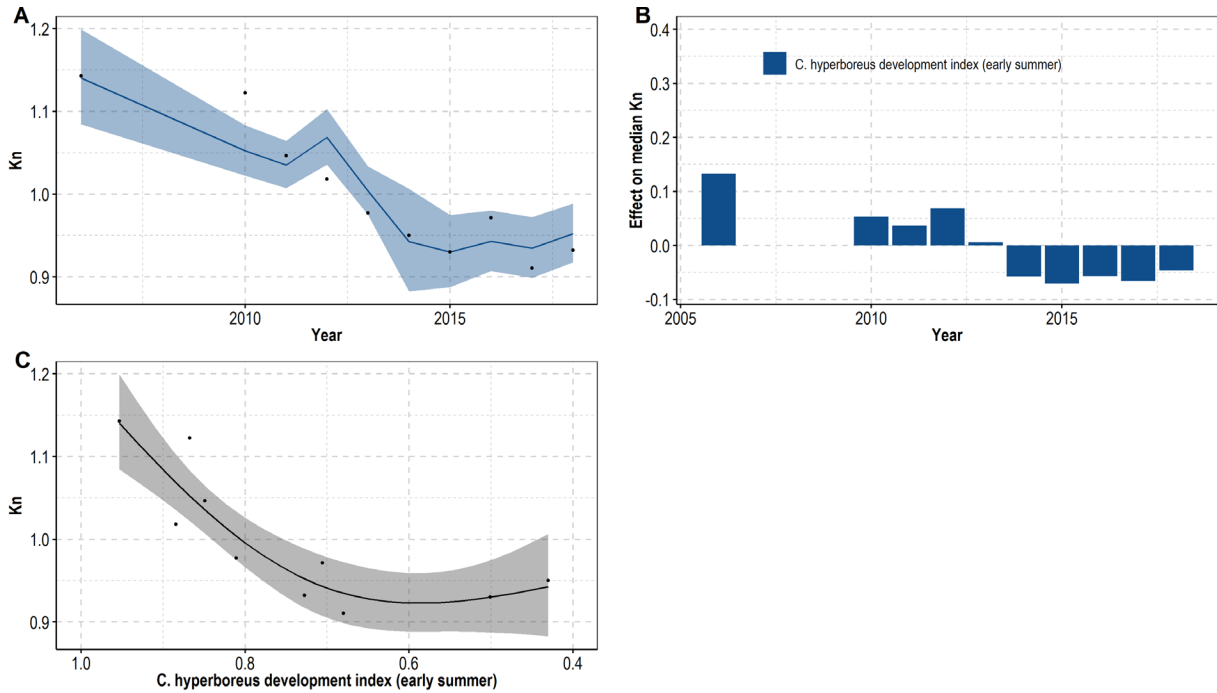 A
1.2
1.1
1.0
0.9
Kn
2010
2015
Year
B
0.4
0.3
0.2
0.1
0.0
-0.1
Effect on median Kn
C. hyperboreus development index (early summer)
2005
2010
2015
Year
C
1.2
1.1
1.0
0.9
Kn
1.0
0.8
0.6
0.4
C. hyperboreus development index (early summer)